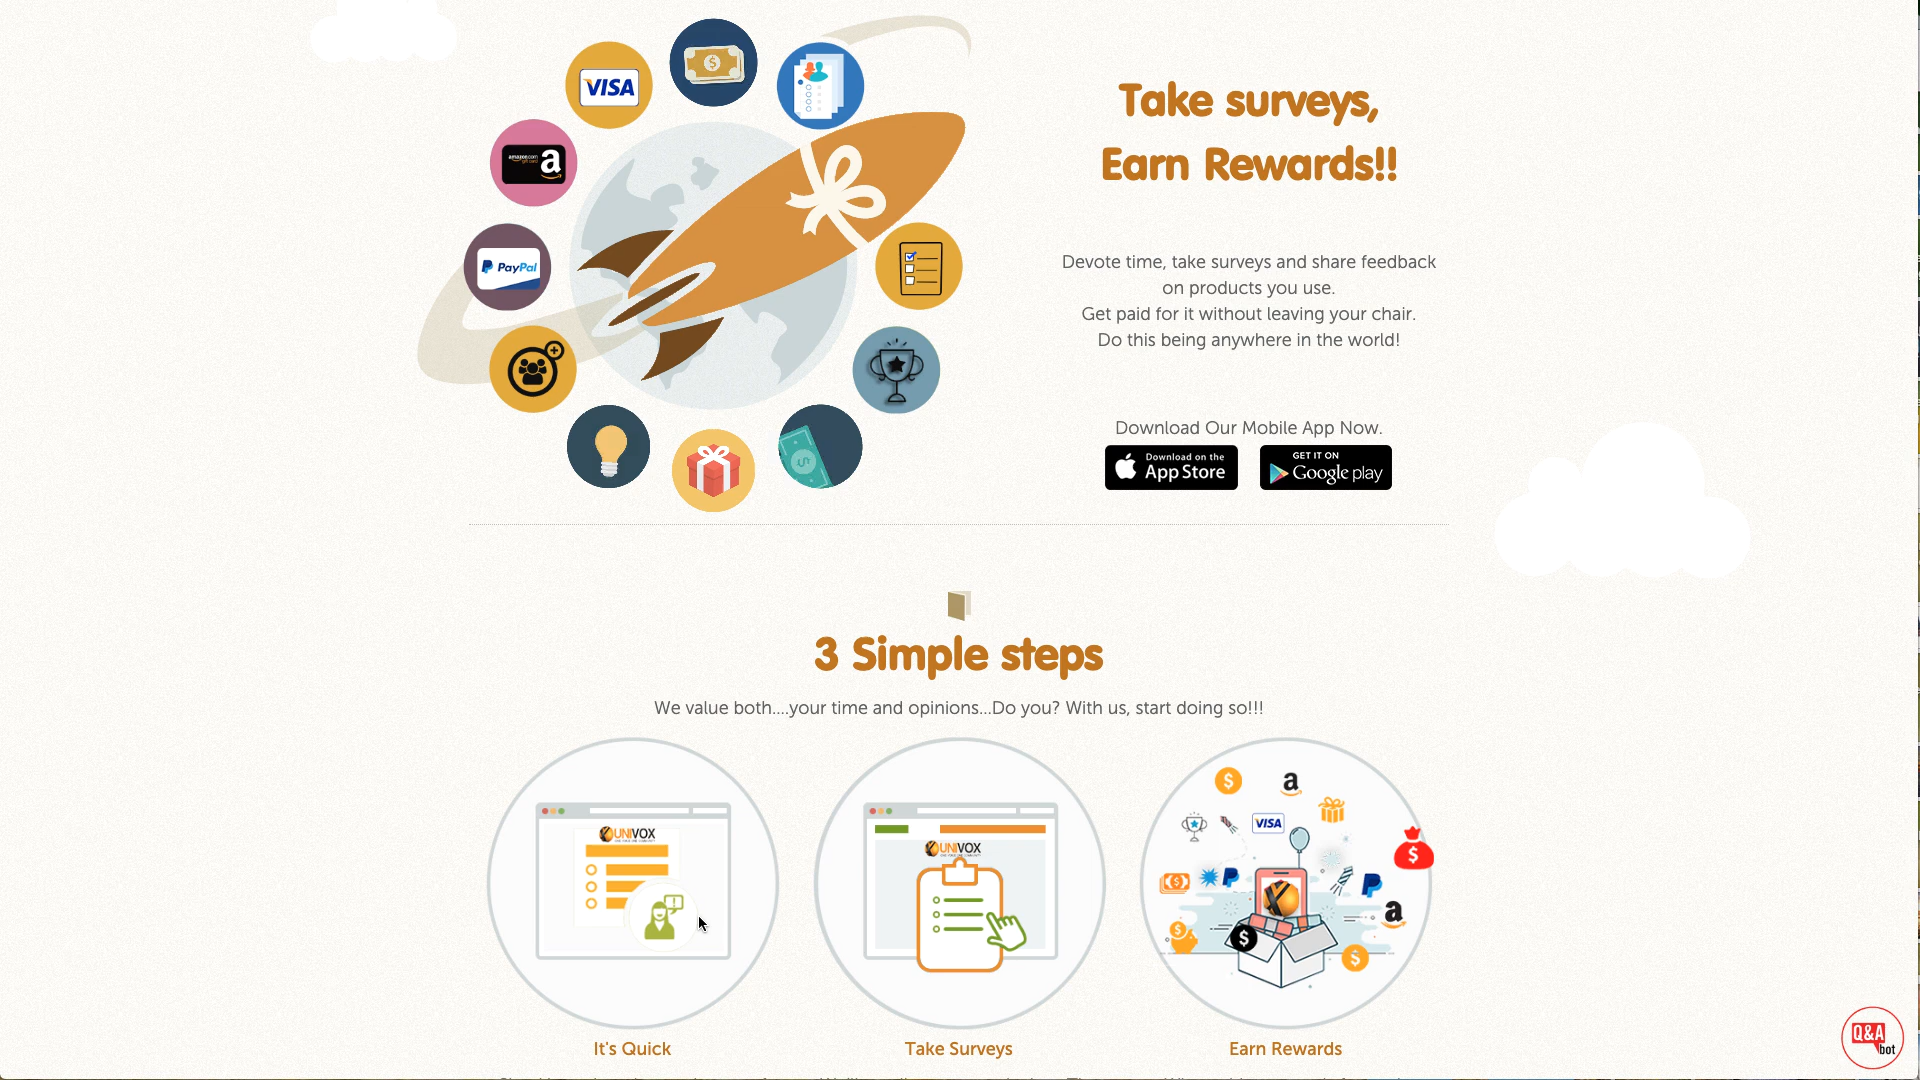 VISA
amazon.com
a
PayPal
Take surveys,
Earn Rewards!!
Devote time, take surveys and share feedback
on products you use.
Get paid for it without leaving your chair.
Do this being anywhere in the world!
Download Our Mobile App Now.
Download on the
App Store
GET IT ON
Google play
3 Simple steps
We value both....your time and opinions...Do you? With us, start doing so!!!
UNIVOX
UNIVOX
a
VISA
a
It's Quick
Take Surveys
Earn Rewards
Q&A
bot